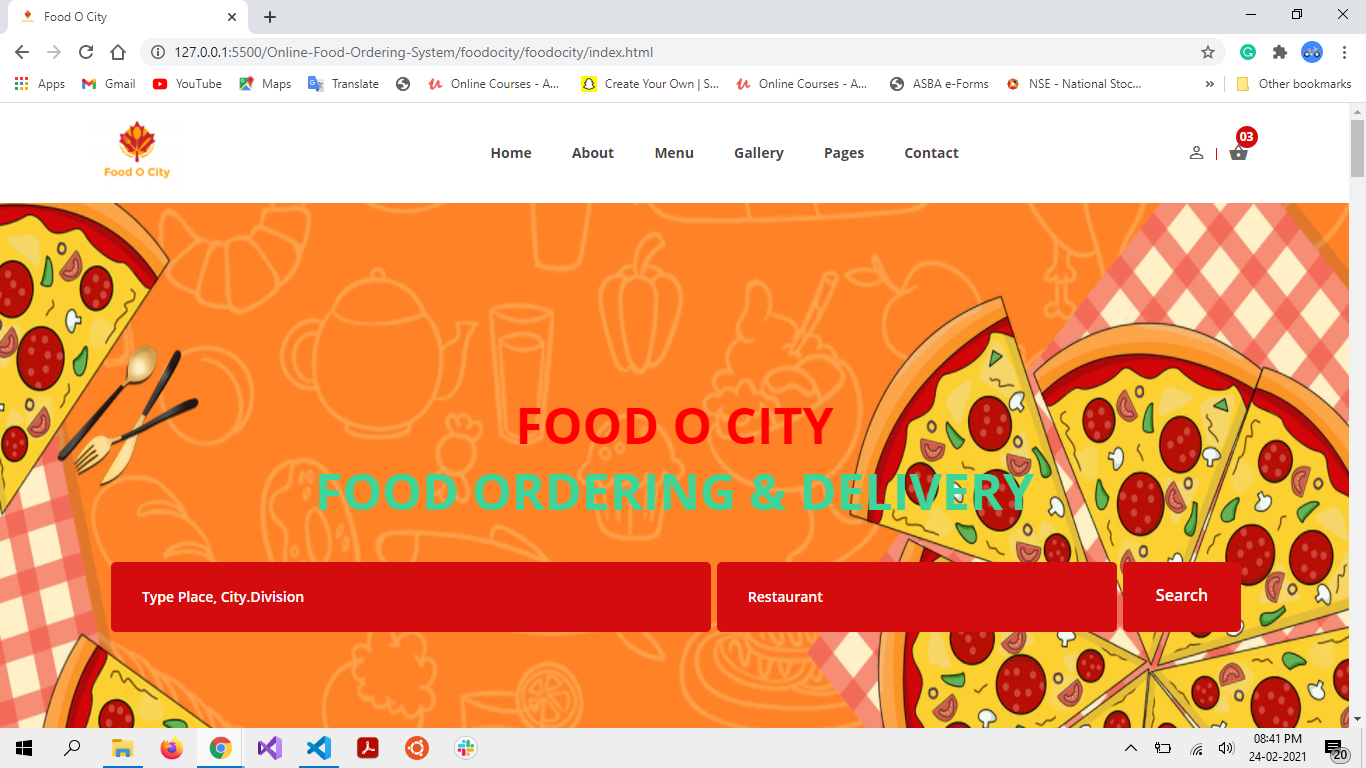 Food O City
127.0.0.1:5500/Online-Food-Ordering-System/foodocity/foodocity/index.html
Apps Gmail YouTube Maps Translate Online Courses - A... Create Your Own | S... Online Courses - A... ASBA e-Forms NSE - National Stoc... » Other bookmarks
Food O City
Home About Menu Gallery Pages Contact
03
FOOD O CITY
FOOD ORDERING & DELIVERY
Type Place, City.Division Restaurant Search
08:41 PM
24-02-2021
20